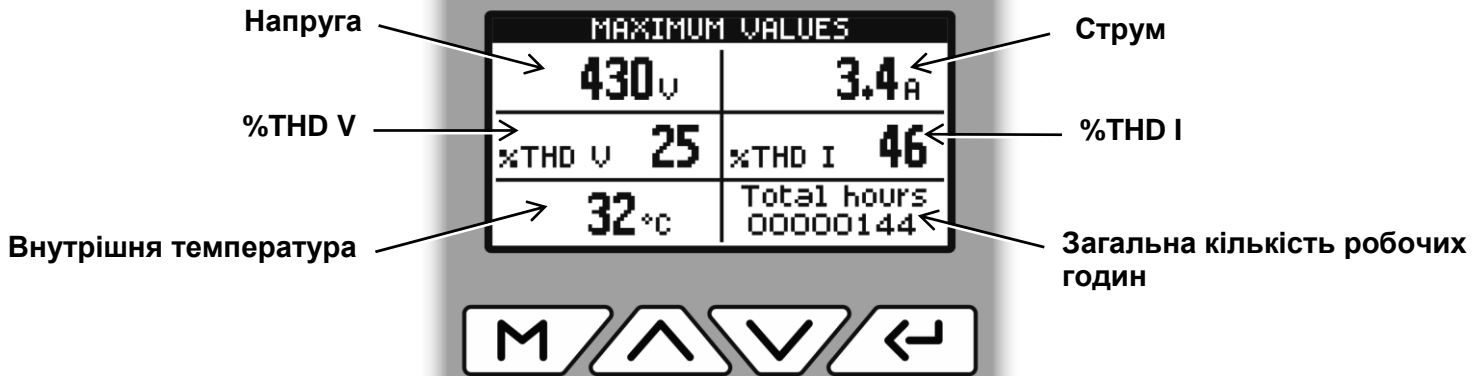 Напруга
MAXIMUM VALUES
Струм
430V
3.4A
%THD V
%THD V 25
%THD I 46
%THD I
Внутрішня температура
32°C
Total hours
00000144
Загальна кількість робочих
годин
M